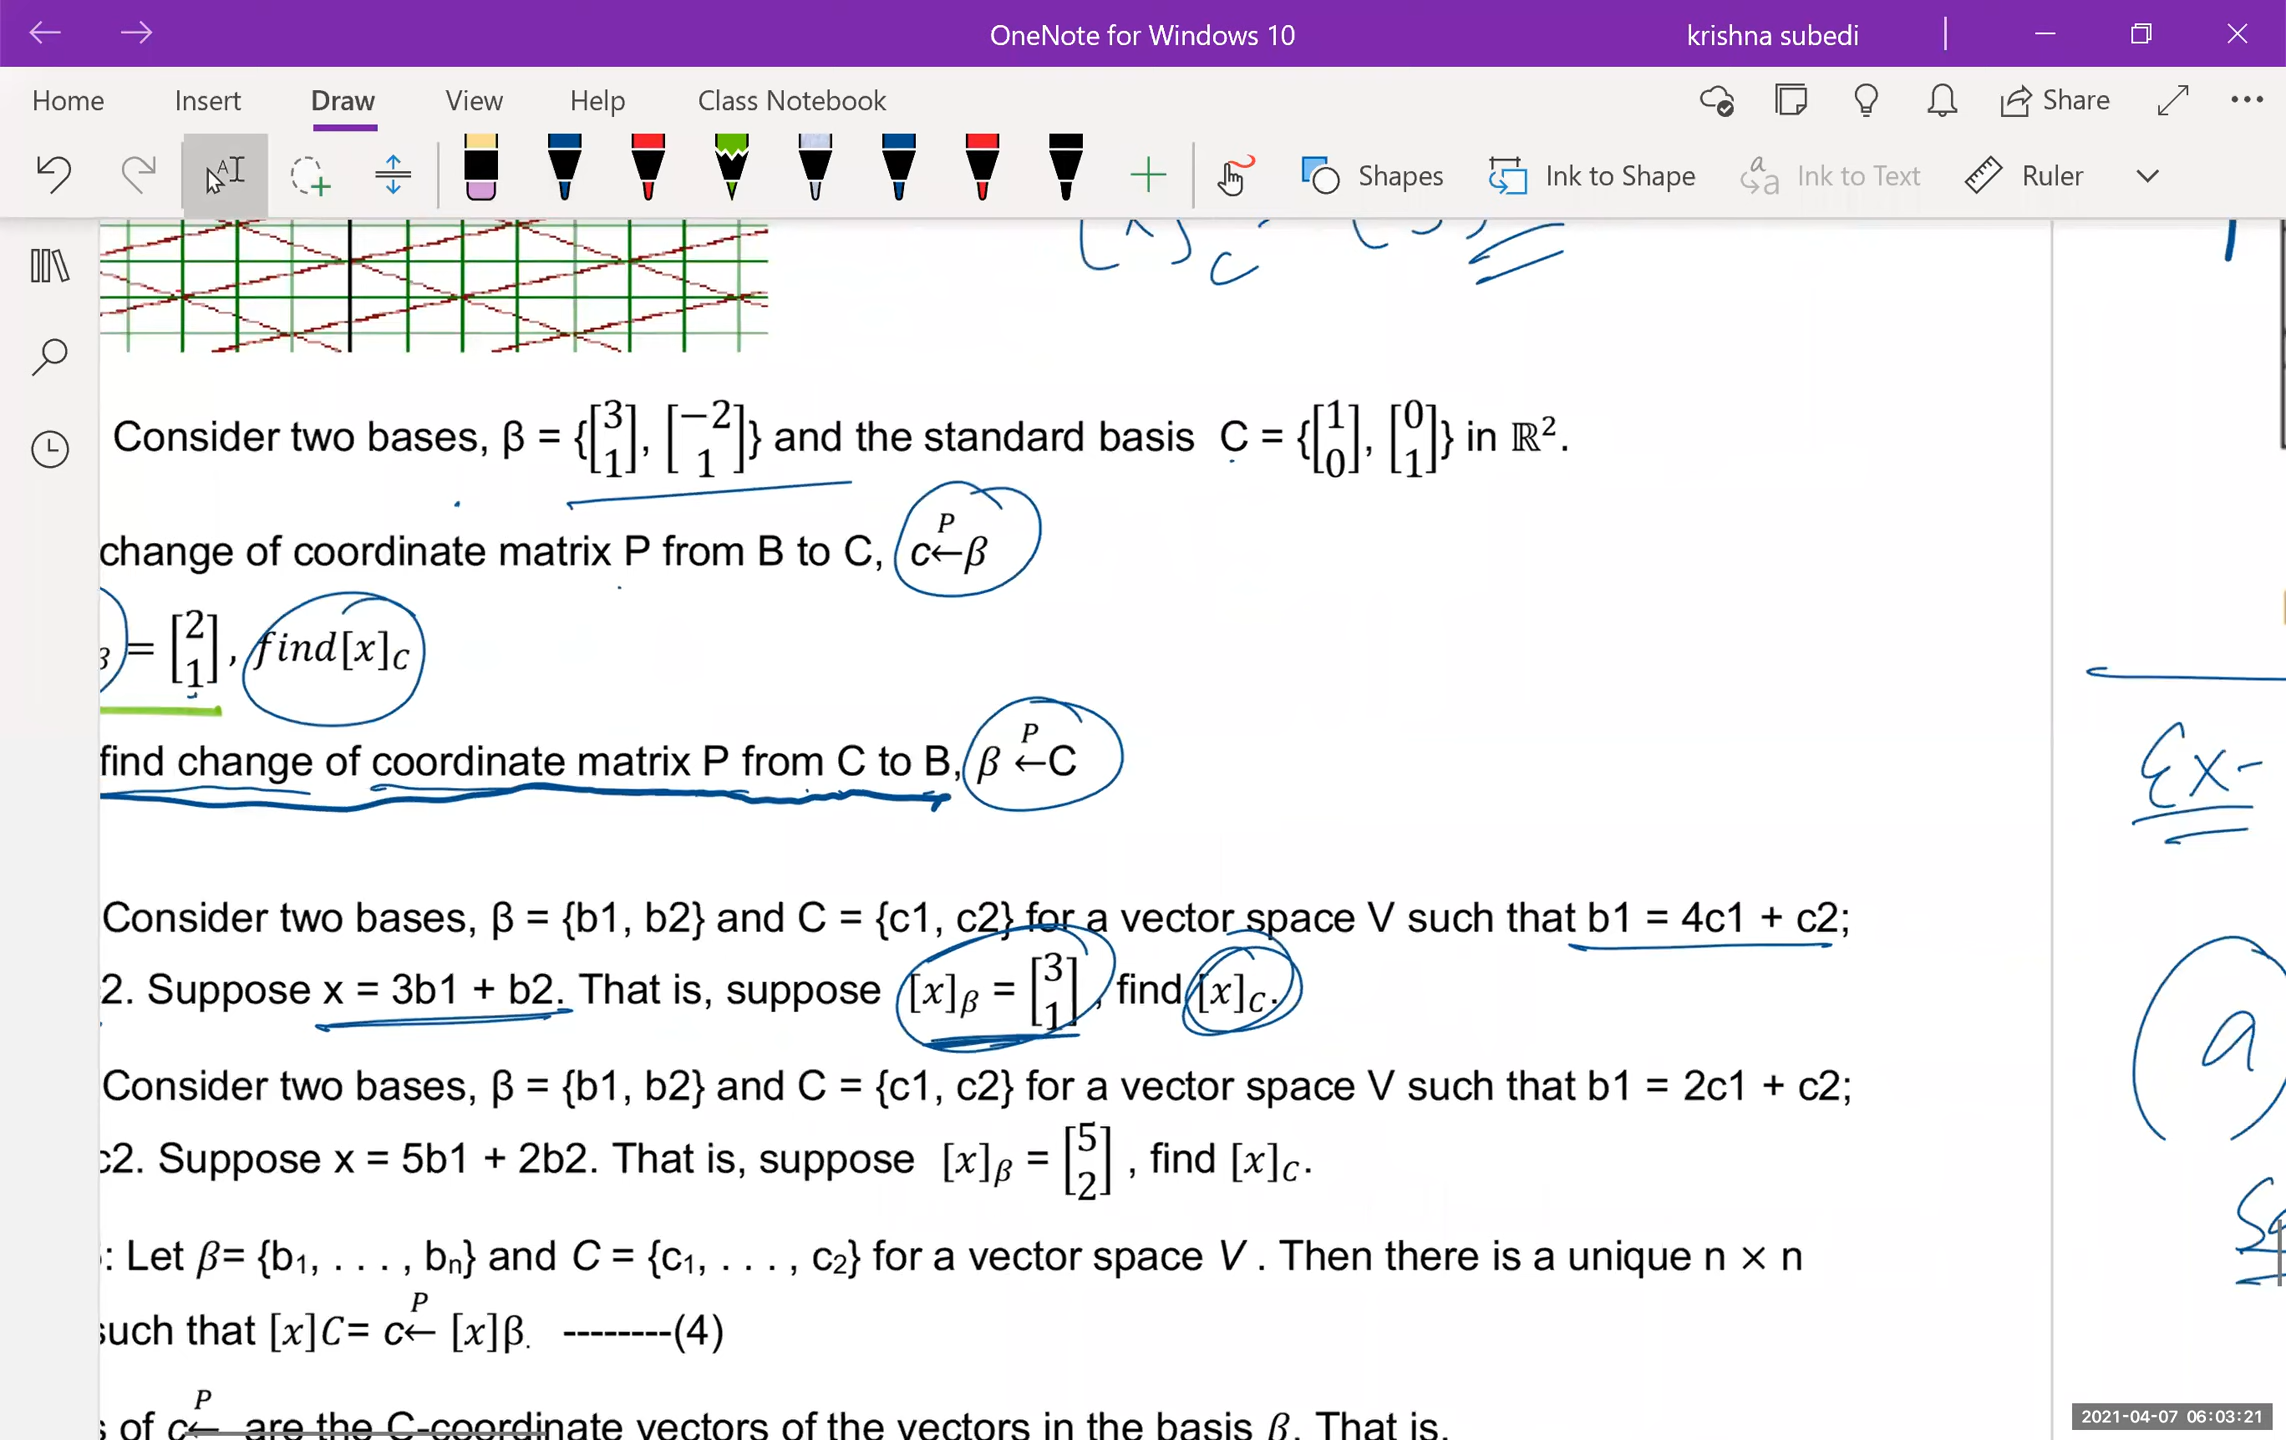 OneNote for Windows 10
krishna subedi
Home Insert Draw View Help Class Notebook Share
Shapes Ink to Shape Ink to Text Ruler
[x]C
Consider two bases, β = {[3 1], [−2 1]} and the standard basis C = {[1 0], [0 1]} in ℝ².
change of coordinate matrix P from B to C, P c←β
β = [2 1], find[x]C
find change of coordinate matrix P from C to B, P β ←C
Ex-
Consider two bases, β = {b1, b2} and C = {c1, c2} for a vector space V such that b1 = 4c1 + c2;
2. Suppose x = 3b1 + b2. That is, suppose [x]β = [3 1] , find [x]C.
a
Consider two bases, β = {b1, b2} and C = {c1, c2} for a vector space V such that b1 = 2c1 + c2;
c2. Suppose x = 5b1 + 2b2. That is, suppose [x]β = [5 2] , find [x]C.
: Let β= {b₁, . . . , bₙ} and C = {c₁, . . . , c₂} for a vector space V . Then there is a unique n × n
such that [x]C= P c← [x]β. --------(4)
s of P c← are the C-coordinate vectors of the vectors in the basis β. That is,
2021-04-07 06:03:21